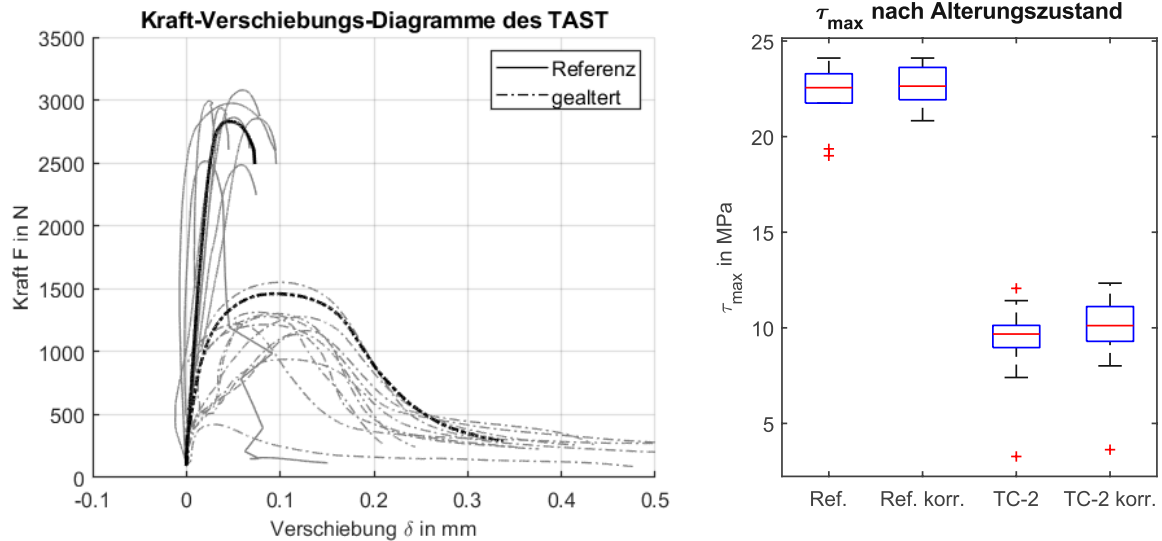 Kraft-Verschiebungs-Diagramme des TAST
3500
3000
2500
2000
1500
1000
500
0
Kraft F in N
-0.1
0
0.1
0.2
0.3
0.4
0.5
Verschiebung δ in mm
Referenz
gealtert
τmax nach Alterungszustand
25
20
15
10
5
τmax in MPa
Ref.
Ref. korr.
TC-2
TC-2 korr.